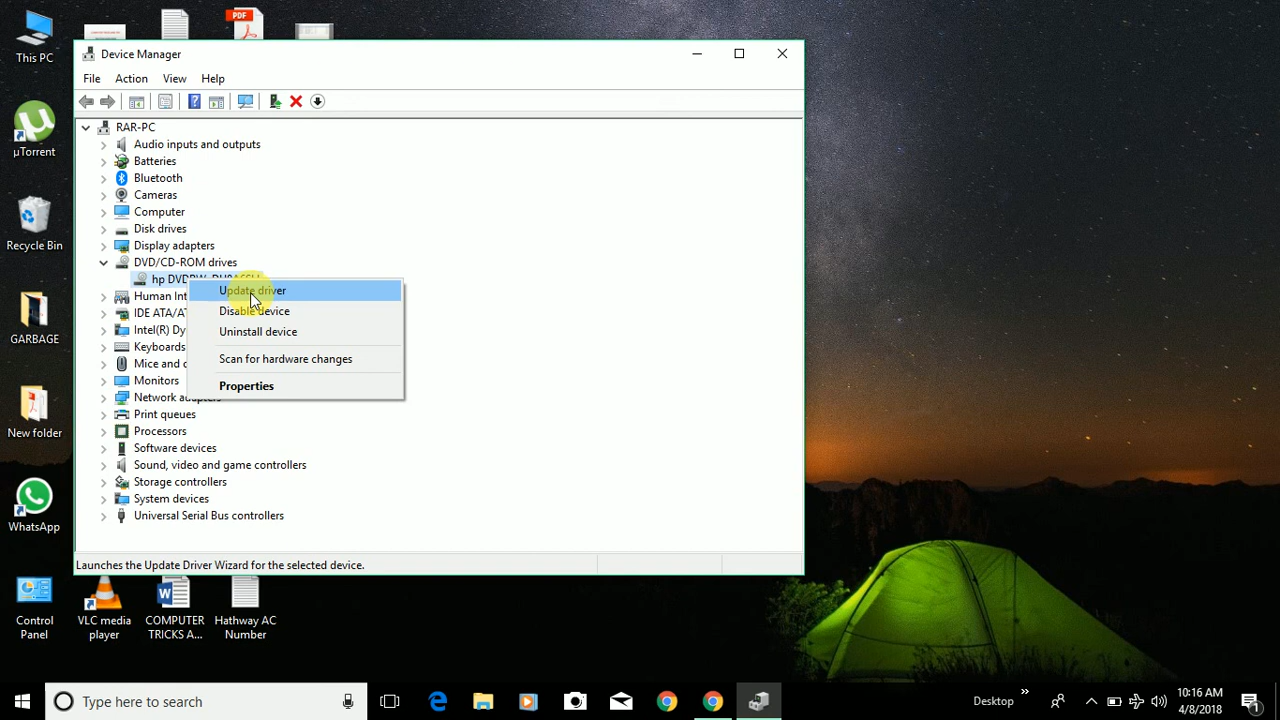 This PC
PDF
µTorrent
Recycle Bin
GARBAGE
New folder
WhatsApp
Control
Panel
VLC media
player
COMPUTER
TRICKS A...
Hathway AC
Number
Device Manager
File Action View Help
RAR-PC
Audio inputs and outputs
Batteries
Bluetooth
Cameras
Computer
Disk drives
Display adapters
DVD/CD-ROM drives
hp
Human Int
IDE ATA/AT
Intel(R) Dy
Keyboards
Mice and
Monitors
Network adapters
Print queues
Processors
Software devices
Sound, video and game controllers
Storage controllers
System devices
Universal Serial Bus controllers
Update driver
Disable device
Uninstall device
Scan for hardware changes
Properties
Launches the Update Driver Wizard for the selected device.
Type here to search
Desktop
10:16 AM
4/8/2018
1